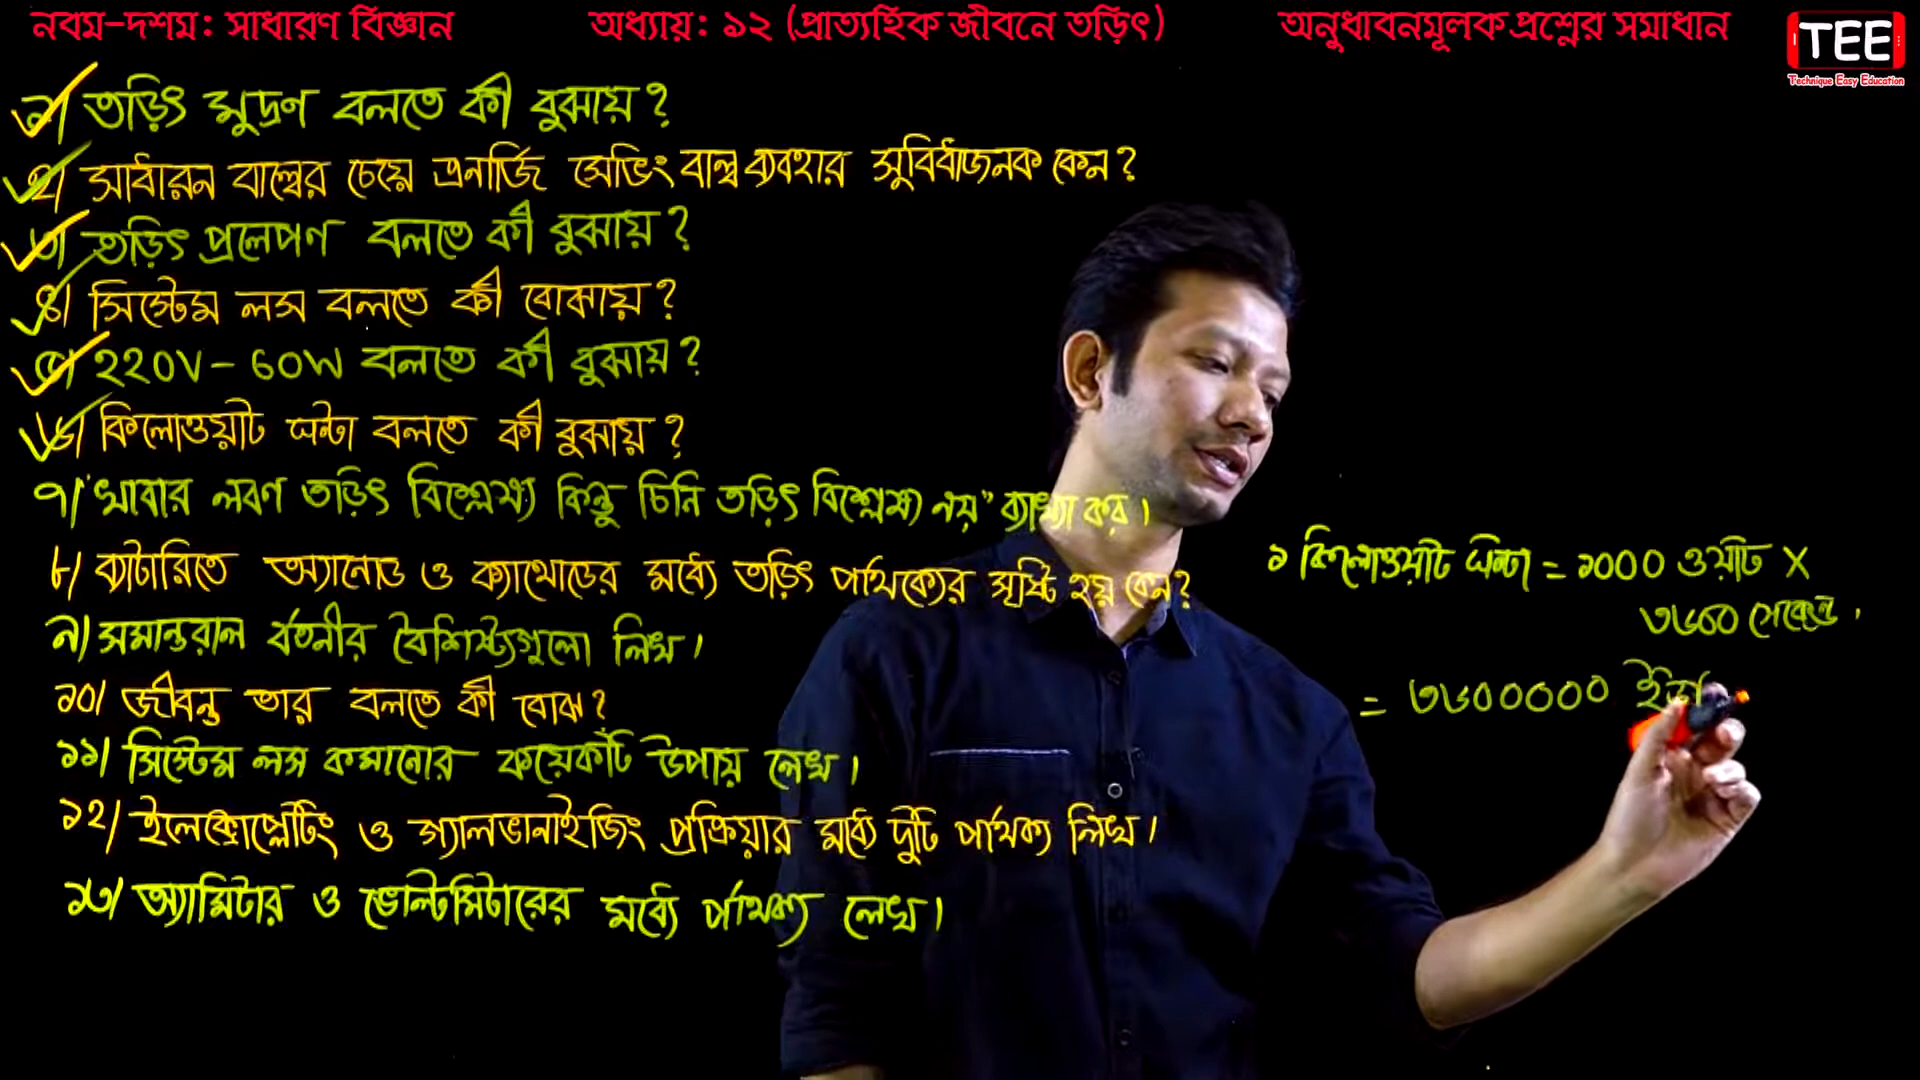 নবম-দশম: সাধারণ বিজ্ঞান
অধ্যায়: ১২ (প্রাত্যহিক জীবনে তড়িৎ)
অনুধাবনমূলক প্রশ্নের সমাধান
TEE
Technique Easy Education
১/ তড়িৎ মুদ্রণ বলতে কী বুঝায়?
২/ সাধারন বাল্বের চেয়ে এনার্জি সেভিং বাল্ব ব্যবহার সুবিধাজনক কেন?
৩/ তড়িৎ প্রলেপণ বলতে কী বুঝায়?
৪/ সিস্টেম লস বলতে কী বোঝায়?
৫/ 220V - 60W বলতে কী বুঝায়?
৬/ কিলোওয়াট ঘন্টা বলতে কী বুঝায়?
৭/ "খাবার লবণ তড়িৎ বিশ্লেষ্য কিন্তু চিনি তড়িৎ বিশ্লেষ্য নয়" ব্যাখ্যা কর।
৮/ ব্যাটারিতে অ্যানোড ও ক্যাথোডের মধ্যে তড়িৎ পার্থক্যের সৃষ্টি হয় কেন?
৯/ সমান্তরাল বর্তনীর বৈশিষ্ট্যগুলো লিখ।
১০/ জীবন্ত তার বলতে কী বোঝ?
১১/ সিস্টেম লস কমানোর কয়েকটি উপায় লেখ।
১২/ ইলেক্ট্রোপ্লেটিং ও গ্যালভানাইজিং প্রক্রিয়ার মধ্যে দুটি পার্থক্য লিখ।
১৩/ অ্যামিটার ও ভোল্টমিটারের মধ্যে পার্থক্য লেখ।
১ কিলোওয়াট ঘন্টা = ১000 ওয়াট X
৩৬00 সেকেন্ড।
= ৩৬00000